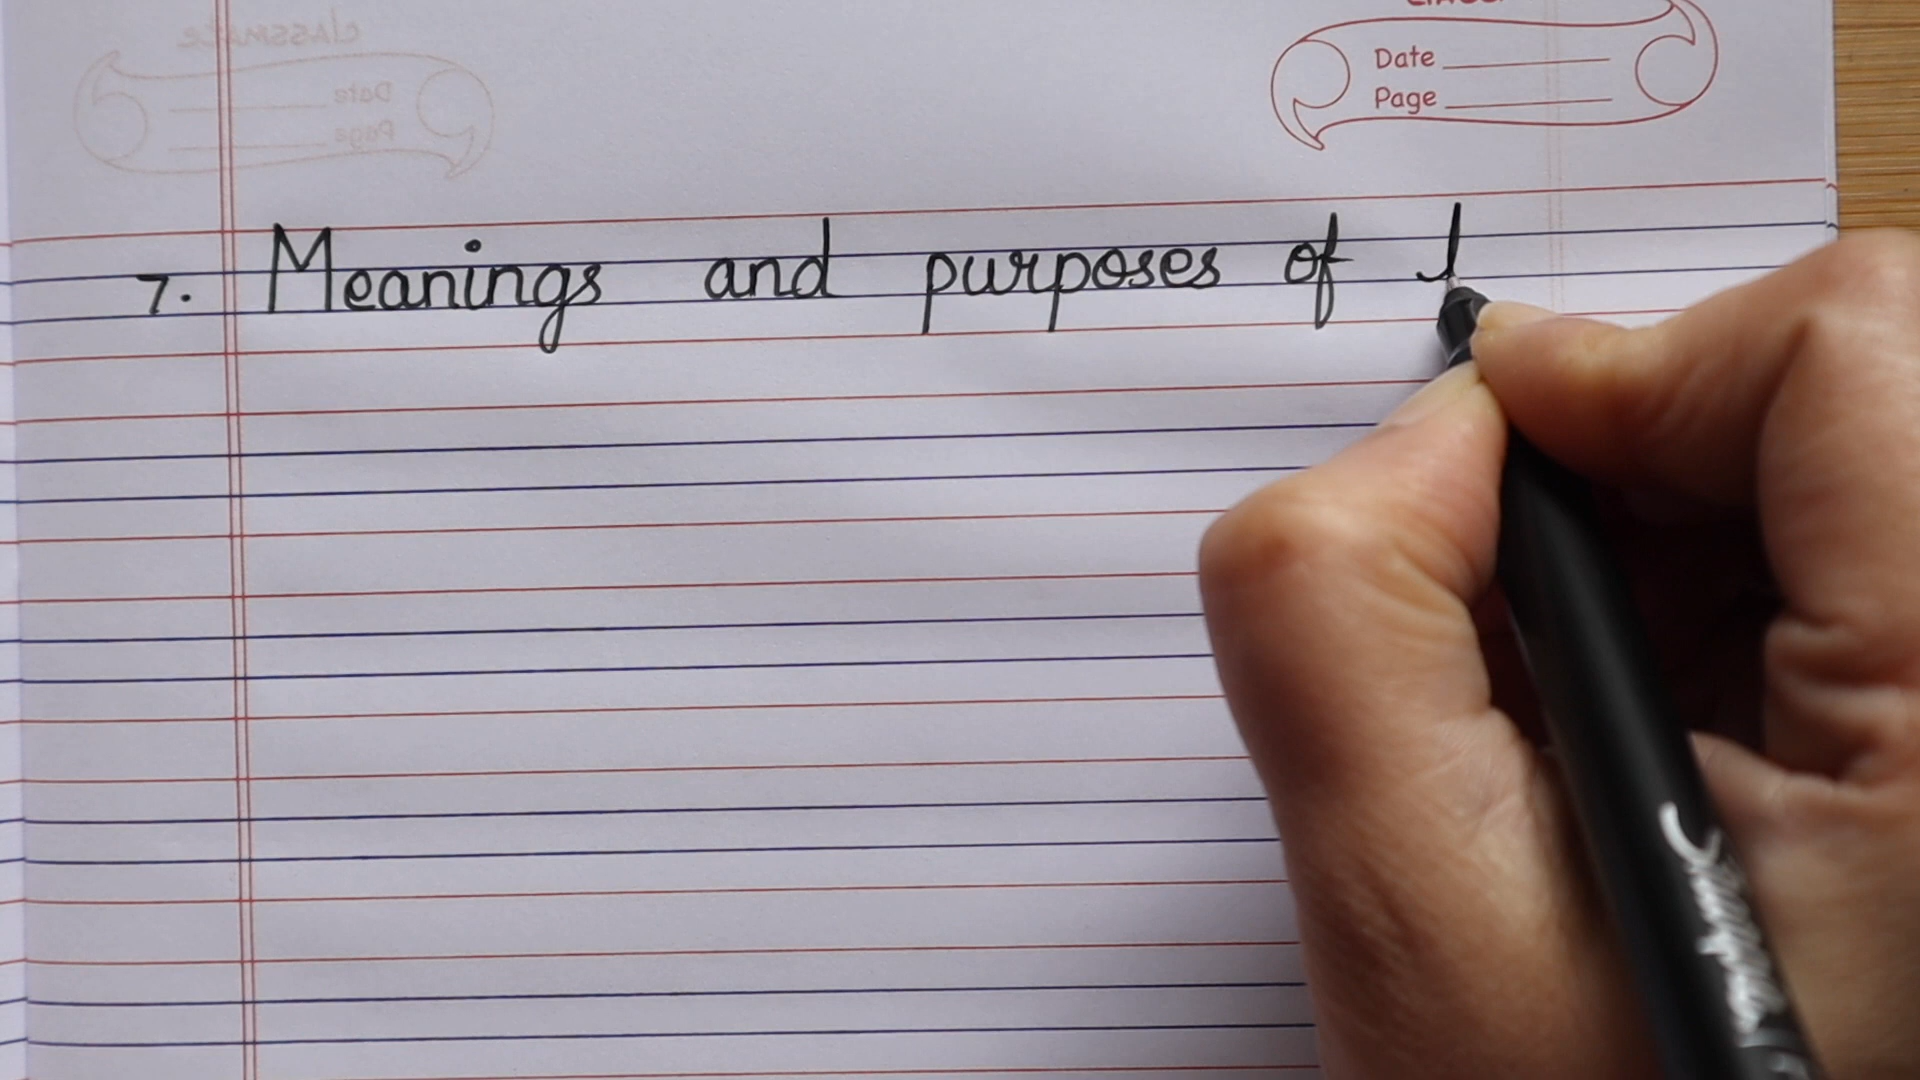 Date
Page
7. Meanings and purposes of